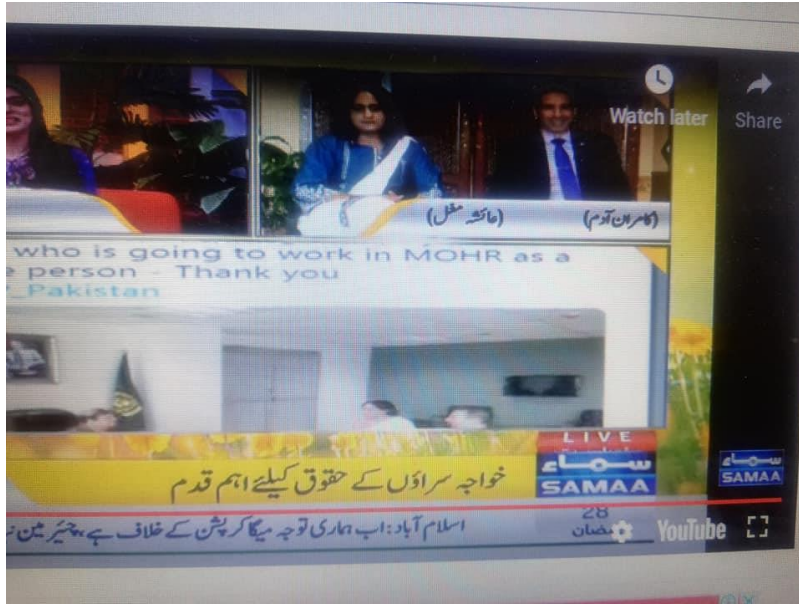 Watch later
Share
(عائشہ مغل)
(کامران آدم)
who is going to work in MOHR as a
person - Thank you
_Pakistan
LIVE
سماء
SAMAA
خواجہ سراؤں کے حقوق کیلئے اہم قدم
سماء
SAMAA
28
اسلام آباد: اب ہماری توجہ میگا کرپشن کے خلاف ہے، چیئرمین
YouTube